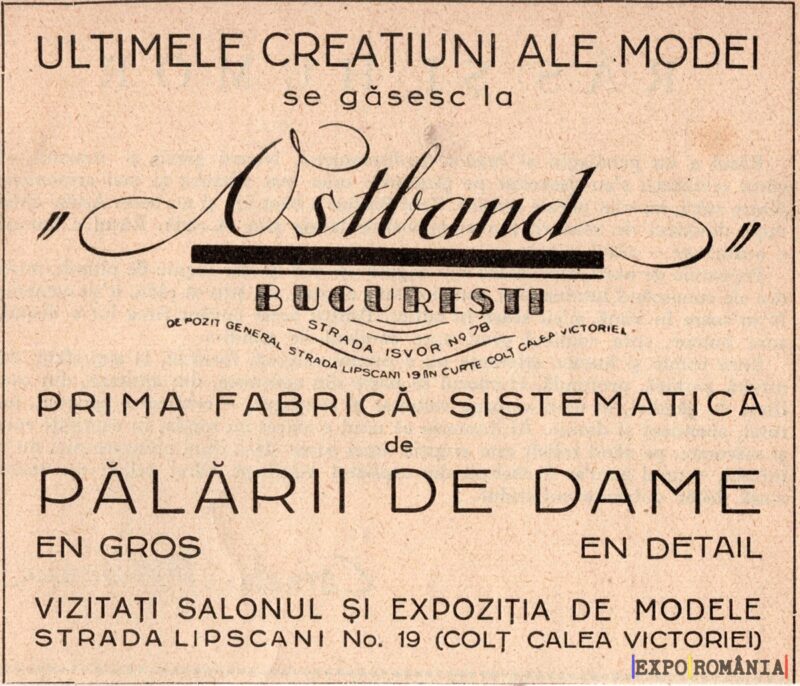 ULTIMELE CREAȚIUNI ALE MODEI
se găsesc la
„Ostband”
BUCUREȘTI
STRADA ISVOR No 78
DEPOZIT GENERAL STRADA LIPSCANI 19 IN CURTE COLȚ CALEA VICTORIEI
PRIMA FABRICĂ SISTEMATICĂ
de
PĂLĂRII DE DAME
EN GROS EN DETAIL
VIZITAȚI SALONUL ȘI EXPOZIȚIA DE MODELE
STRADA LIPSCANI No. 19 (COLȚ CALEA VICTORIEI)
EXPO ROMÂNIA